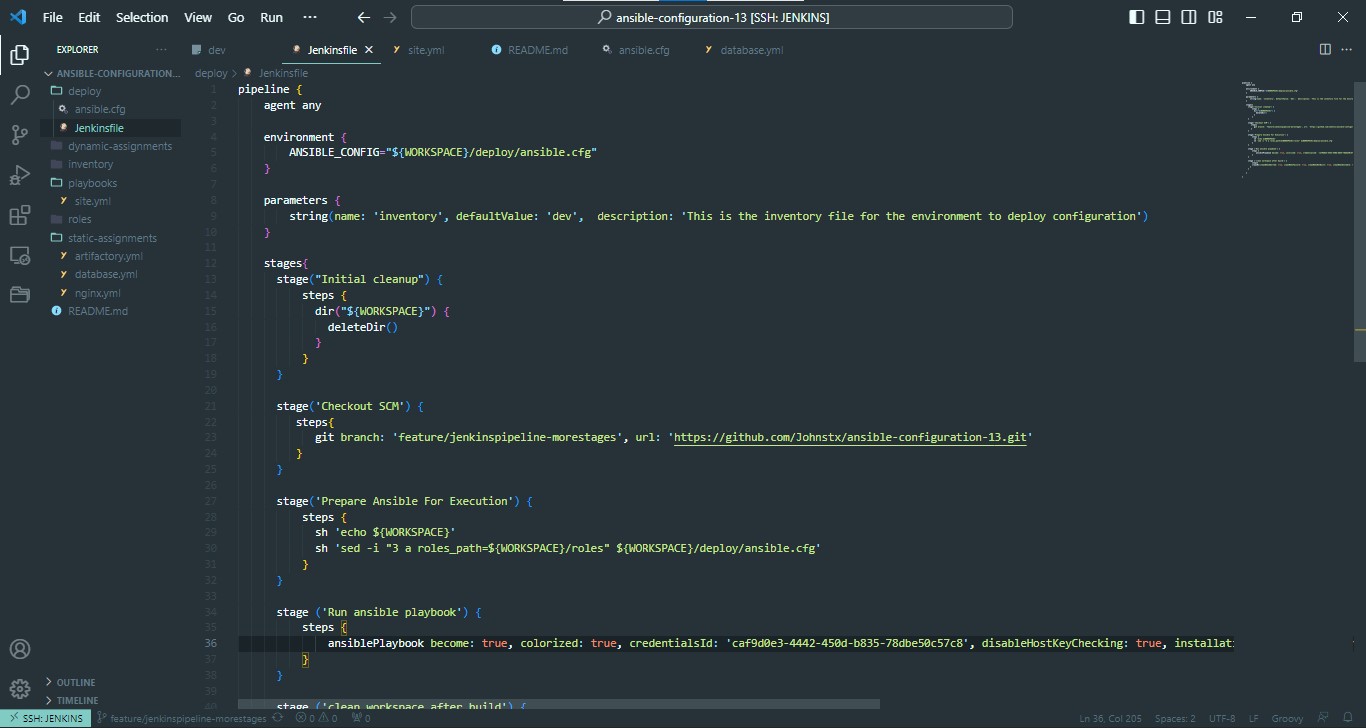 File Edit Selection View Go Run ··· ansible-configuration-13 [SSH: JENKINS]
EXPLORER ··· dev Jenkinsfile site.yml README.md ansible.cfg database.yml ···
ANSIBLE-CONFIGURATION...
deploy
ansible.cfg
Jenkinsfile
dynamic-assignments
inventory
playbooks
site.yml
roles
static-assignments
artifactory.yml
database.yml
nginx.yml
README.md
OUTLINE
TIMELINE
deploy > Jenkinsfile
1 pipeline {
2 agent any
3
4 environment {
5 ANSIBLE_CONFIG="${WORKSPACE}/deploy/ansible.cfg"
6 }
7
8 parameters {
9 string(name: 'inventory', defaultValue: 'dev', description: 'This is the inventory file for the environment to deploy configuration')
10 }
11
12 stages{
13 stage("Initial cleanup") {
14 steps {
15 dir("${WORKSPACE}") {
16 deleteDir()
17 }
18 }
19 }
20
21 stage('Checkout SCM') {
22 steps{
23 git branch: 'feature/jenkinspipeline-morestages', url: 'https://github.com/Johnstx/ansible-configuration-13.git'
24 }
25 }
26
27 stage('Prepare Ansible For Execution') {
28 steps {
29 sh 'echo ${WORKSPACE}'
30 sh 'sed -i "3 a roles_path=${WORKSPACE}/roles" ${WORKSPACE}/deploy/ansible.cfg'
31 }
32 }
33
34 stage ('Run ansible playbook') {
35 steps {
36 ansiblePlaybook become: true, colorized: true, credentialsId: 'caf9d0e3-4442-450d-b835-78dbe50c57c8', disableHostKeyChecking: true, installati
37 }
38 }
39
40 stage ('clean workspace after build') {
SSH: JENKINS feature/jenkinspipeline-morestages 0 0 0 Ln 36, Col 205 Spaces: 2 UTF-8 LF Groovy